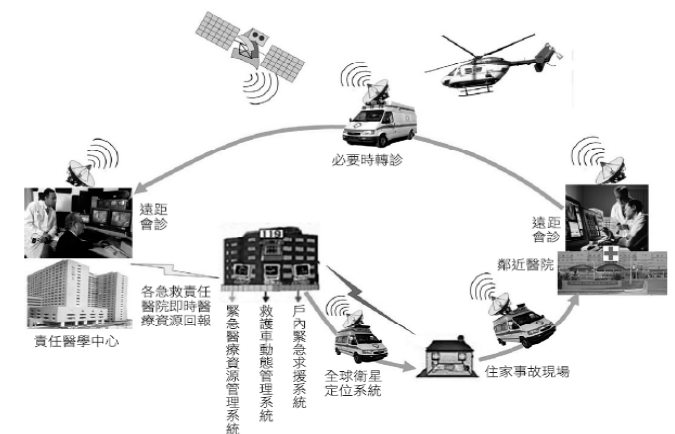 必要時轉診
遠距
會診
遠距
會診
119
鄰近醫院
各急救責任
醫院即時醫
療資源回報
責任醫學中心
緊急醫療資源管理系統
救護車動態管理系統
戶內緊急求援系統
全球衛星
定位系統
住家事故現場